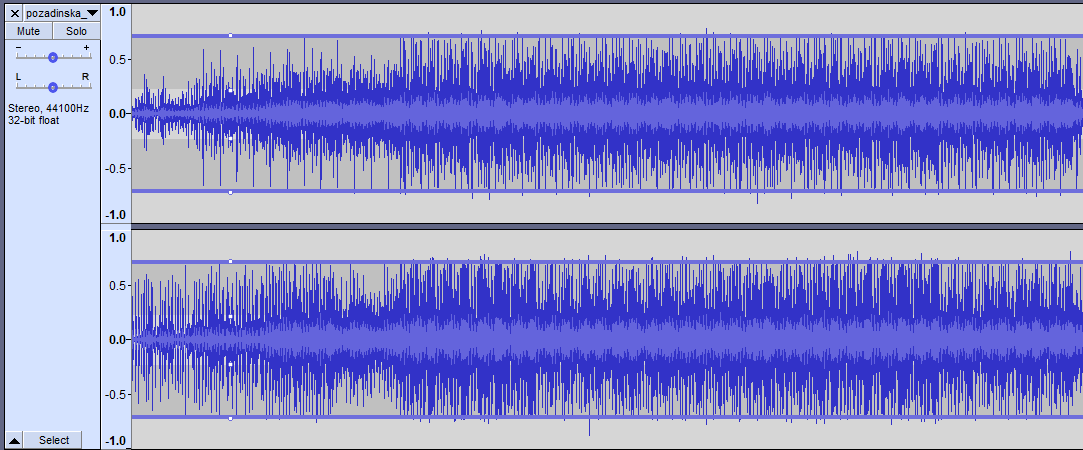 pozadinska_
Mute Solo
- +
L R
Stereo, 44100Hz
32-bit float
Select
1.0
0.5-
0.0-
-0.5-
-1.0
1.0
0.5-
0.0-
-0.5-
-1.0